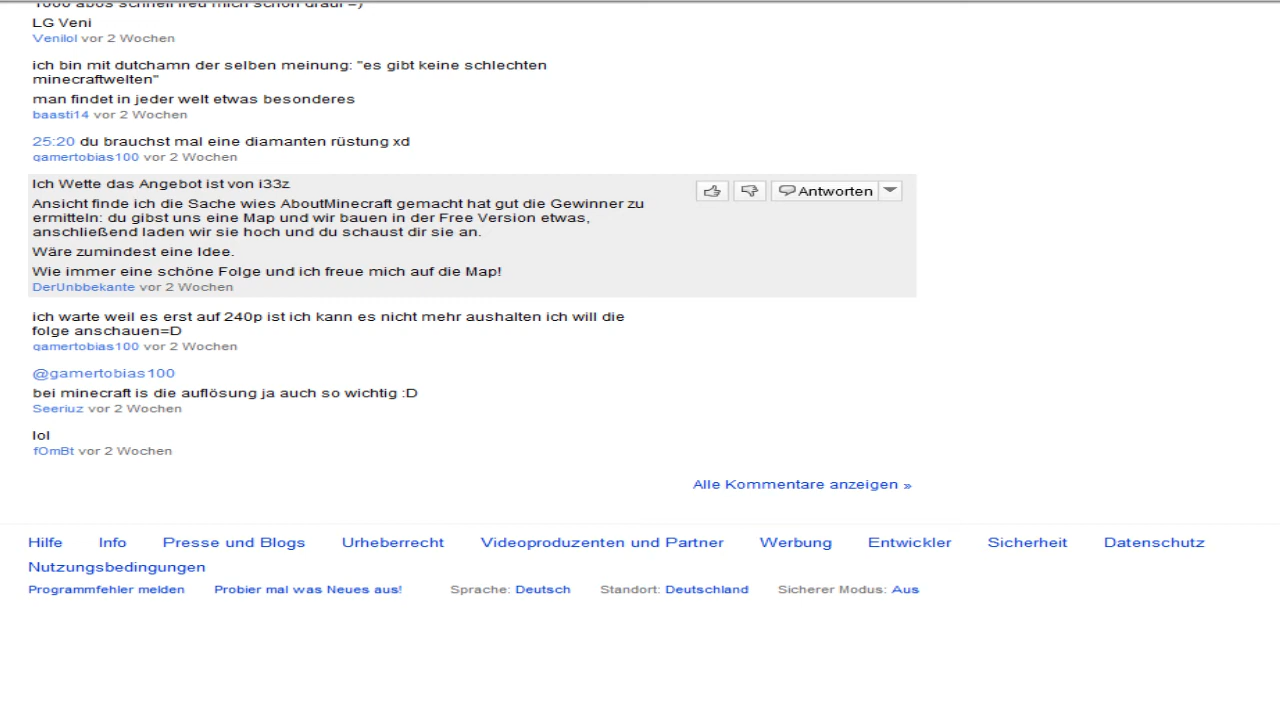 1000 abos schnell freu mich schon drauf =)
LG Veni
Venilol vor 2 Wochen
ich bin mit dutchamn der selben meinung: "es gibt keine schlechten
minecraftwelten"
man findet in jeder welt etwas besonderes
baasti14 vor 2 Wochen
25:20 du brauchst mal eine diamanten rüstung xd
gamertobias100 vor 2 Wochen
Ich Wette das Angebot ist von i33z
Antworten
Ansicht finde ich die Sache wies AboutMinecraft gemacht hat gut die Gewinner zu
ermitteln: du gibst uns eine Map und wir bauen in der Free Version etwas,
anschließend laden wir sie hoch und du schaust dir sie an.
Wäre zumindest eine Idee.
Wie immer eine schöne Folge und ich freue mich auf die Map!
DerUnbbekante vor 2 Wochen
ich warte weil es erst auf 240p ist ich kann es nicht mehr aushalten ich will die
folge anschauen=D
gamertobias100 vor 2 Wochen
@gamertobias100
bei minecraft is die auflösung ja auch so wichtig :D
Seeriuz vor 2 Wochen
lol
fOmBt vor 2 Wochen
Alle Kommentare anzeigen »
Hilfe Info Presse und Blogs Urheberrecht Videoproduzenten und Partner Werbung Entwickler Sicherheit Datenschutz
Nutzungsbedingungen
Programmfehler melden Probier mal was Neues aus! Sprache: Deutsch Standort: Deutschland Sicherer Modus: Aus